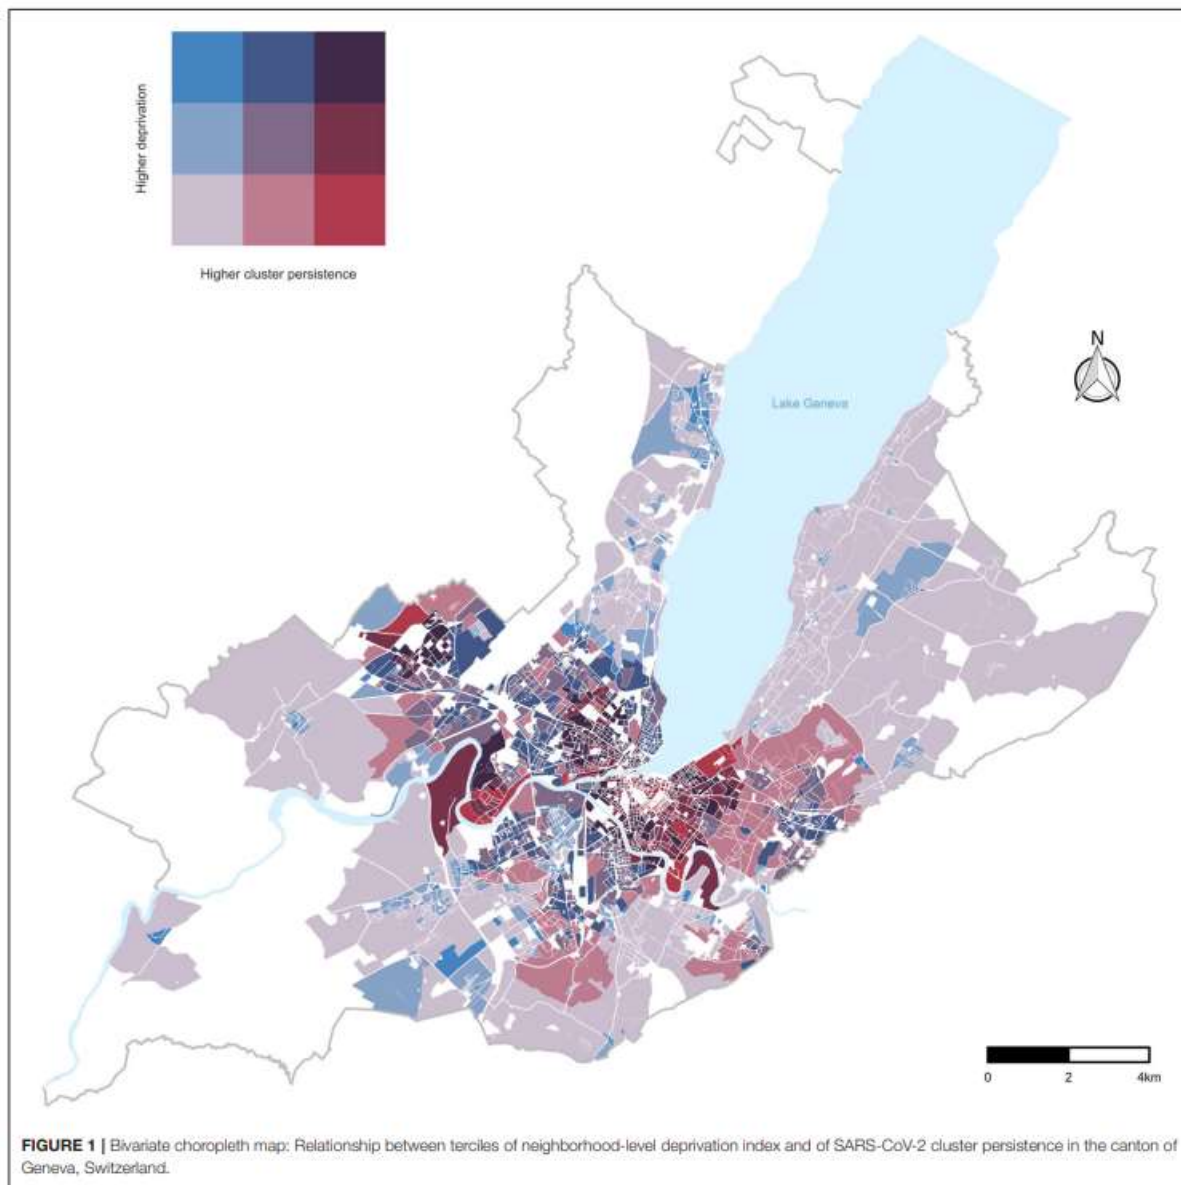 Higher deprivation
Higher cluster persistence
N
Lake Geneva
0 2 4km
FIGURE 1 | Bivariate choropleth map: Relationship between terciles of neighborhood-level deprivation index and of SARS-CoV-2 cluster persistence in the canton of
Geneva, Switzerland.